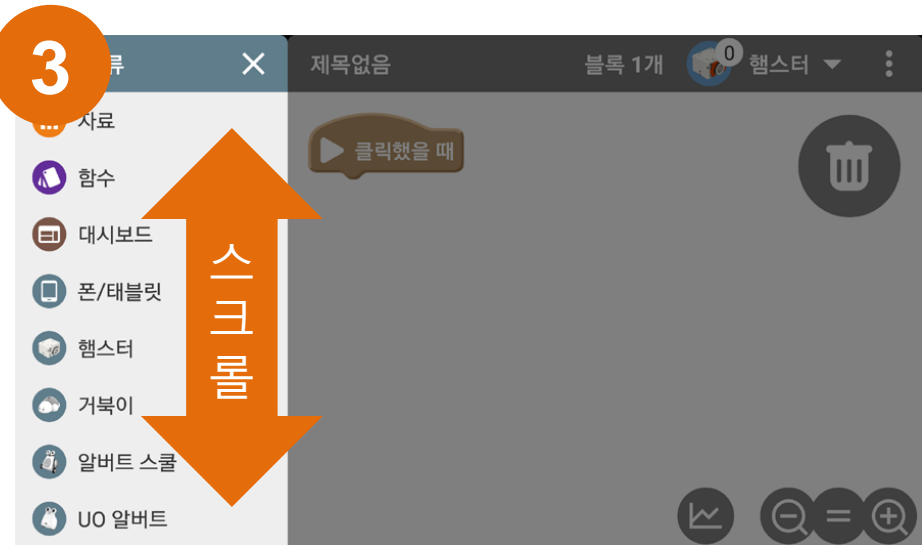 3
류
제목없음
블록 1개
0
햄스터
자료
클릭했을 때
함수
대시보드
폰/태블릿
햄스터
거북이
알버트 스쿨
UO 알버트
스
크
롤